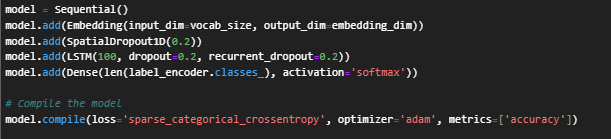 model = Sequential()
model.add(Embedding(input_dim=vocab_size, output_dim=embedding_dim))
model.add(SpatialDropout1D(0.2))
model.add(LSTM(100, dropout=0.2, recurrent_dropout=0.2))
model.add(Dense(len(label_encoder.classes_), activation='softmax'))

# Compile the model
model.compile(loss='sparse_categorical_crossentropy', optimizer='adam', metrics=['accuracy'])